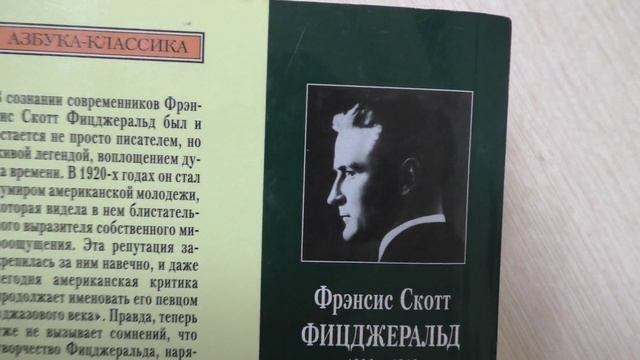 АЗБУКА-КЛАССИКА
В сознании современников Фрэн-
сис Скотт Фицджеральд был и
остается не просто писателем, но
живой легендой, воплощением ду-
ха времени. В 1920-х годах он стал
кумиром американской молодежи,
которая видела в нем блистатель-
ного выразителя собственного ми-
роощущения. Эта репутация за-
крепилась за ним навечно, и даже
сегодня американская критика
продолжает именовать его певцом
«джазового века». Правда, теперь
уже не вызывает сомнений, что
творчество Фицджеральда, наря-
Фрэнсис Скотт
ФИЦДЖЕРАЛЬД